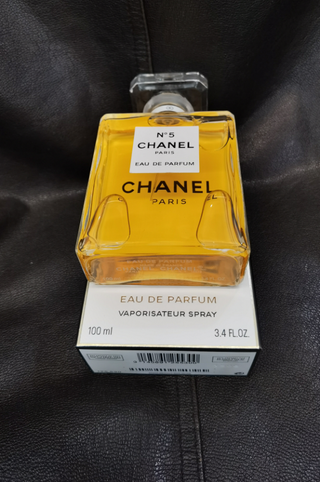 N°5
CHANEL
PARIS
EAU DE PARFUM
CHANEL
PARIS
EAU DE PARFUM
VAPORISATEUR SPRAY
100 ml 3.4 FL.OZ.